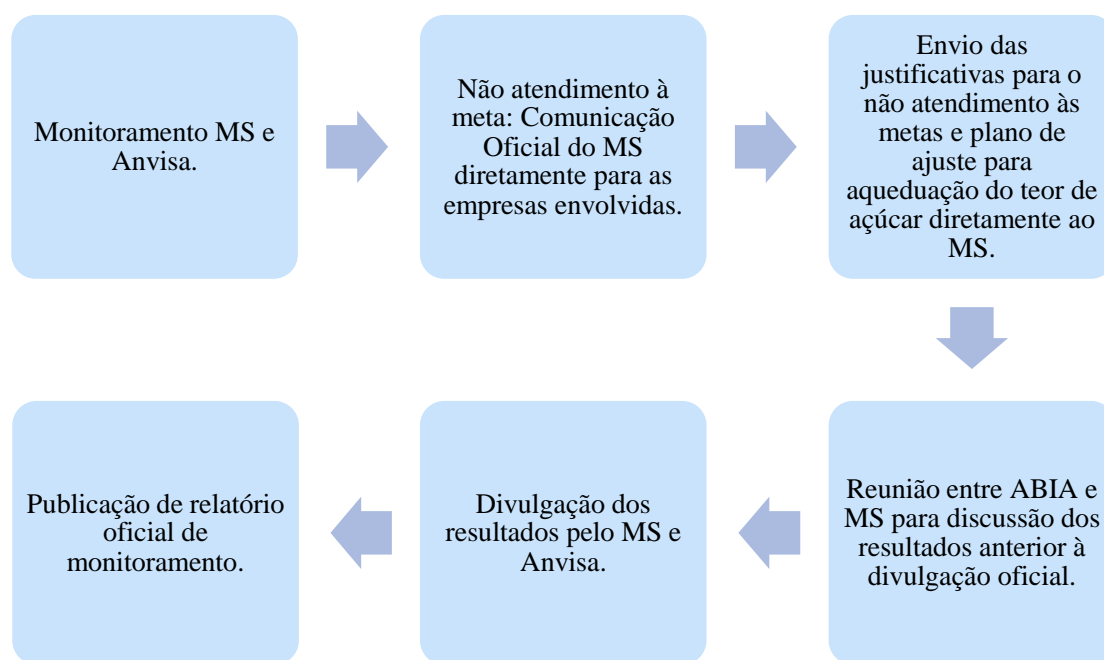 Monitoramento MS e
Anvisa.
Não atendimento à
meta: Comunicação
Oficial do MS
diretamente para as
empresas envolvidas.
Envio das
justificativas para o
não atendimento às
metas e plano de
ajuste para
aqueduação do teor de
açúcar diretamente ao
MS.
Reunião entre ABIA e
MS para discussão dos
resultados anterior à
divulgação oficial.
Divulgação dos
resultados pelo MS e
Anvisa.
Publicação de relatório
oficial de
monitoramento.